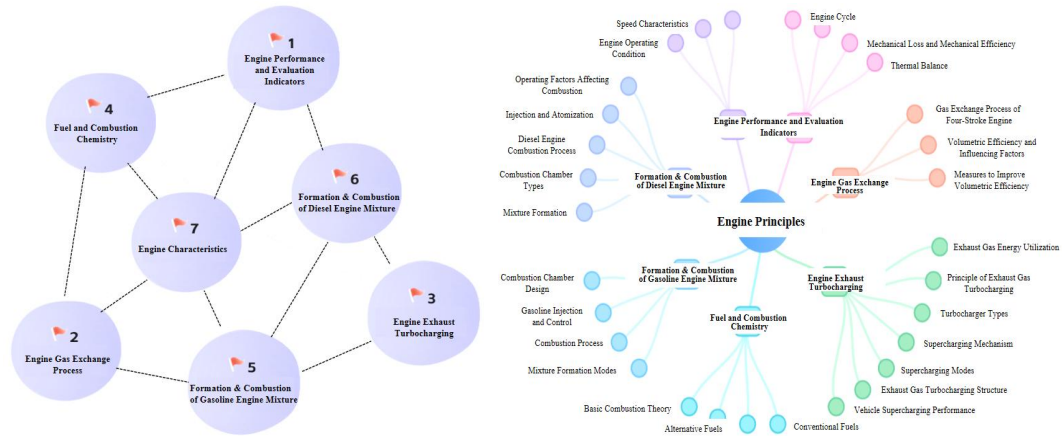 1
Engine Performance
and Evaluation
Indicators
4
Fuel and Combustion
Chemistry
6
Formation & Combustion
of Diesel Engine Mixture
7
Engine Characteristics
3
Engine Exhaust
Turbocharging
2
Engine Gas Exchange
Process
5
Formation & Combustion
of Gasoline Engine Mixture
Engine Principles
Speed Characteristics
Engine Operating
Condition
Engine Cycle
Mechanical Loss and Mechanical Efficiency
Thermal Balance
Engine Performance and Evaluation
Indicators
Operating Factors Affecting
Combustion
Injection and Atomization
Diesel Engine
Combustion Process
Combustion Chamber
Types
Mixture Formation
Formation & Combustion
of Diesel Engine Mixture
Gas Exchange Process of
Four-Stroke Engine
Volumetric Efficiency and
Influencing Factors
Measures to Improve
Volumetric Efficiency
Engine Gas Exchange
Process
Combustion Chamber
Design
Gasoline Injection
and Control
Combustion Process
Mixture Formation Modes
Formation & Combustion
of Gasoline Engine Mixture
Fuel and Combustion
Chemistry
Basic Combustion Theory
Alternative Fuels
Conventional Fuels
Engine Exhaust
Turbocharging
Exhaust Gas Energy Utilization
Principle of Exhaust Gas
Turbocharging
Turbocharger Types
Supercharging Mechanism
Supercharging Modes
Exhaust Gas Turbocharging Structure
Vehicle Supercharging Performance